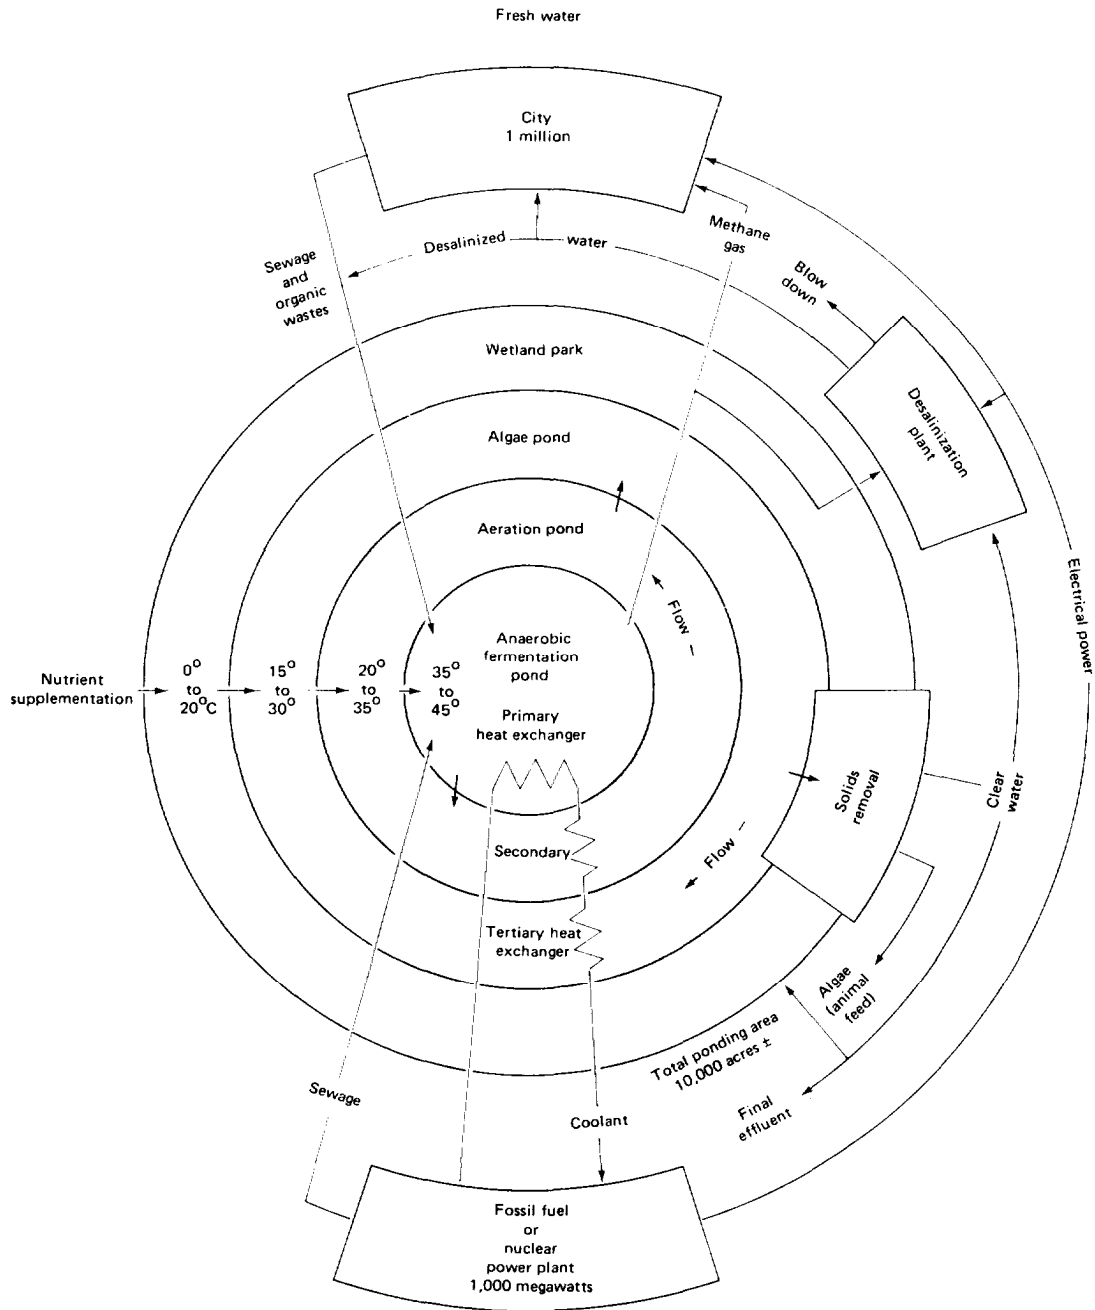 Fresh water
City
1 million
Sewage
and
organic
wastes
Desalinized
water
Methane
gas
Blow
down
Wetland park
Desalinization
plant
Algae pond
Aeration pond
Flow
Electrical power
Anaerobic
fermentation
pond
Nutrient
supplementation
0°
to
20°C
15°
to
30°
20°
to
35°
35°
to
45°
Primary
heat exchanger
Solids
removal
Clear
water
Secondary
Flow
Tertiary heat
exchanger
Algae
(animal
feed)
Total ponding area
10,000 acres ±
Final
effluent
Sewage
Coolant
Fossil fuel
or
nuclear
power plant
1,000 megawatts